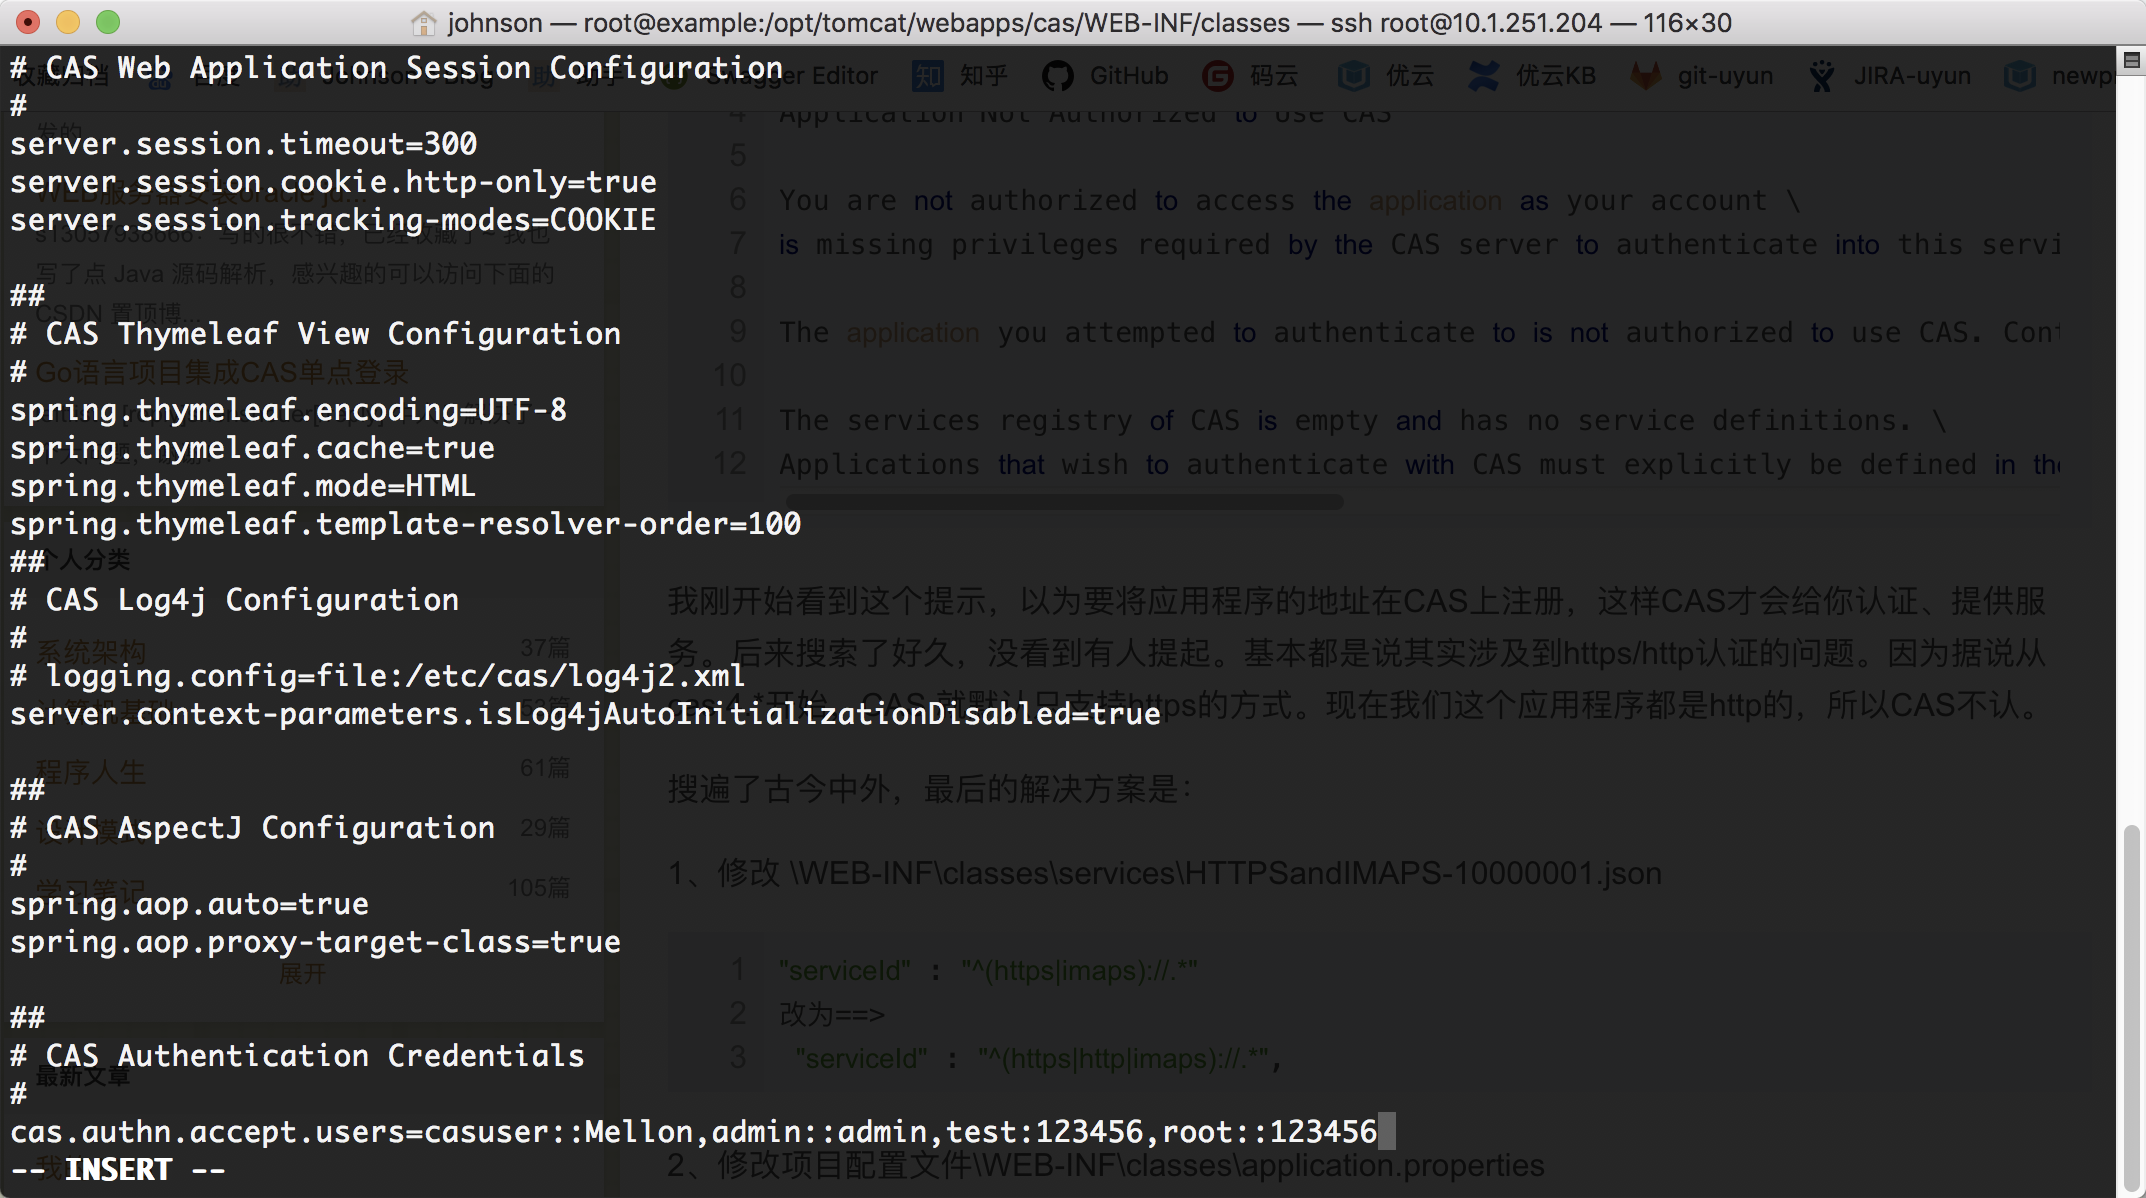 johnson — root@example:/opt/tomcat/webapps/cas/WEB-INF/classes — ssh root@10.1.251.204 — 116×30
# CAS Web Application Session Configuration
#
server.session.timeout=300
server.session.cookie.http-only=true
server.session.tracking-modes=COOKIE
##
# CAS Thymeleaf View Configuration
#
spring.thymeleaf.encoding=UTF-8
spring.thymeleaf.cache=true
spring.thymeleaf.mode=HTML
spring.thymeleaf.template-resolver-order=100
##
# CAS Log4j Configuration
#
# logging.config=file:/etc/cas/log4j2.xml
server.context-parameters.isLog4jAutoInitializationDisabled=true
##
# CAS AspectJ Configuration
#
spring.aop.auto=true
spring.aop.proxy-target-class=true
##
# CAS Authentication Credentials
#
cas.authn.accept.users=casuser::Mellon,admin::admin,test:123456,root::123456
-- INSERT --
Swagger Editor 知 知乎 GitHub 码云 优云 优云KB git-uyun JIRA-uyun newp
写了点 Java 源码解析，感兴趣的可以访问下面的
CSDN 置顶博...
Go语言项目集成CAS单点登录
个人分类
系统架构 37篇
程序人生 61篇
设计模式 29篇
学习笔记 105篇
展开
最新文章
4 Application Not Authorized to Use CAS
5
6 You are not authorized to access the application as your account \
7 is missing privileges required by the CAS server to authenticate into this servi
8
9 The application you attempted to authenticate to is not authorized to use CAS. Cont
10
11 The services registry of CAS is empty and has no service definitions. \
12 Applications that wish to authenticate with CAS must explicitly be defined in the
我刚开始看到这个提示，以为要将应用程序的地址在CAS上注册，这样CAS才会给你认证、提供服
务。后来搜索了好久，没看到有人提起。基本都是说其实涉及到https/http认证的问题。因为据说从
cas 4.*开始，CAS 就默认只支持https的方式。现在我们这个应用程序都是http的，所以CAS不认。
搜遍了古今中外，最后的解决方案是：
1、修改 \WEB-INF\classes\services\HTTPSandIMAPS-10000001.json
1 "serviceId" : "^(https|imaps)://.*"
2 改为==>
3 "serviceId" : "^(https|http|imaps)://.*",
2、修改项目配置文件\WEB-INF\classes\application.properties